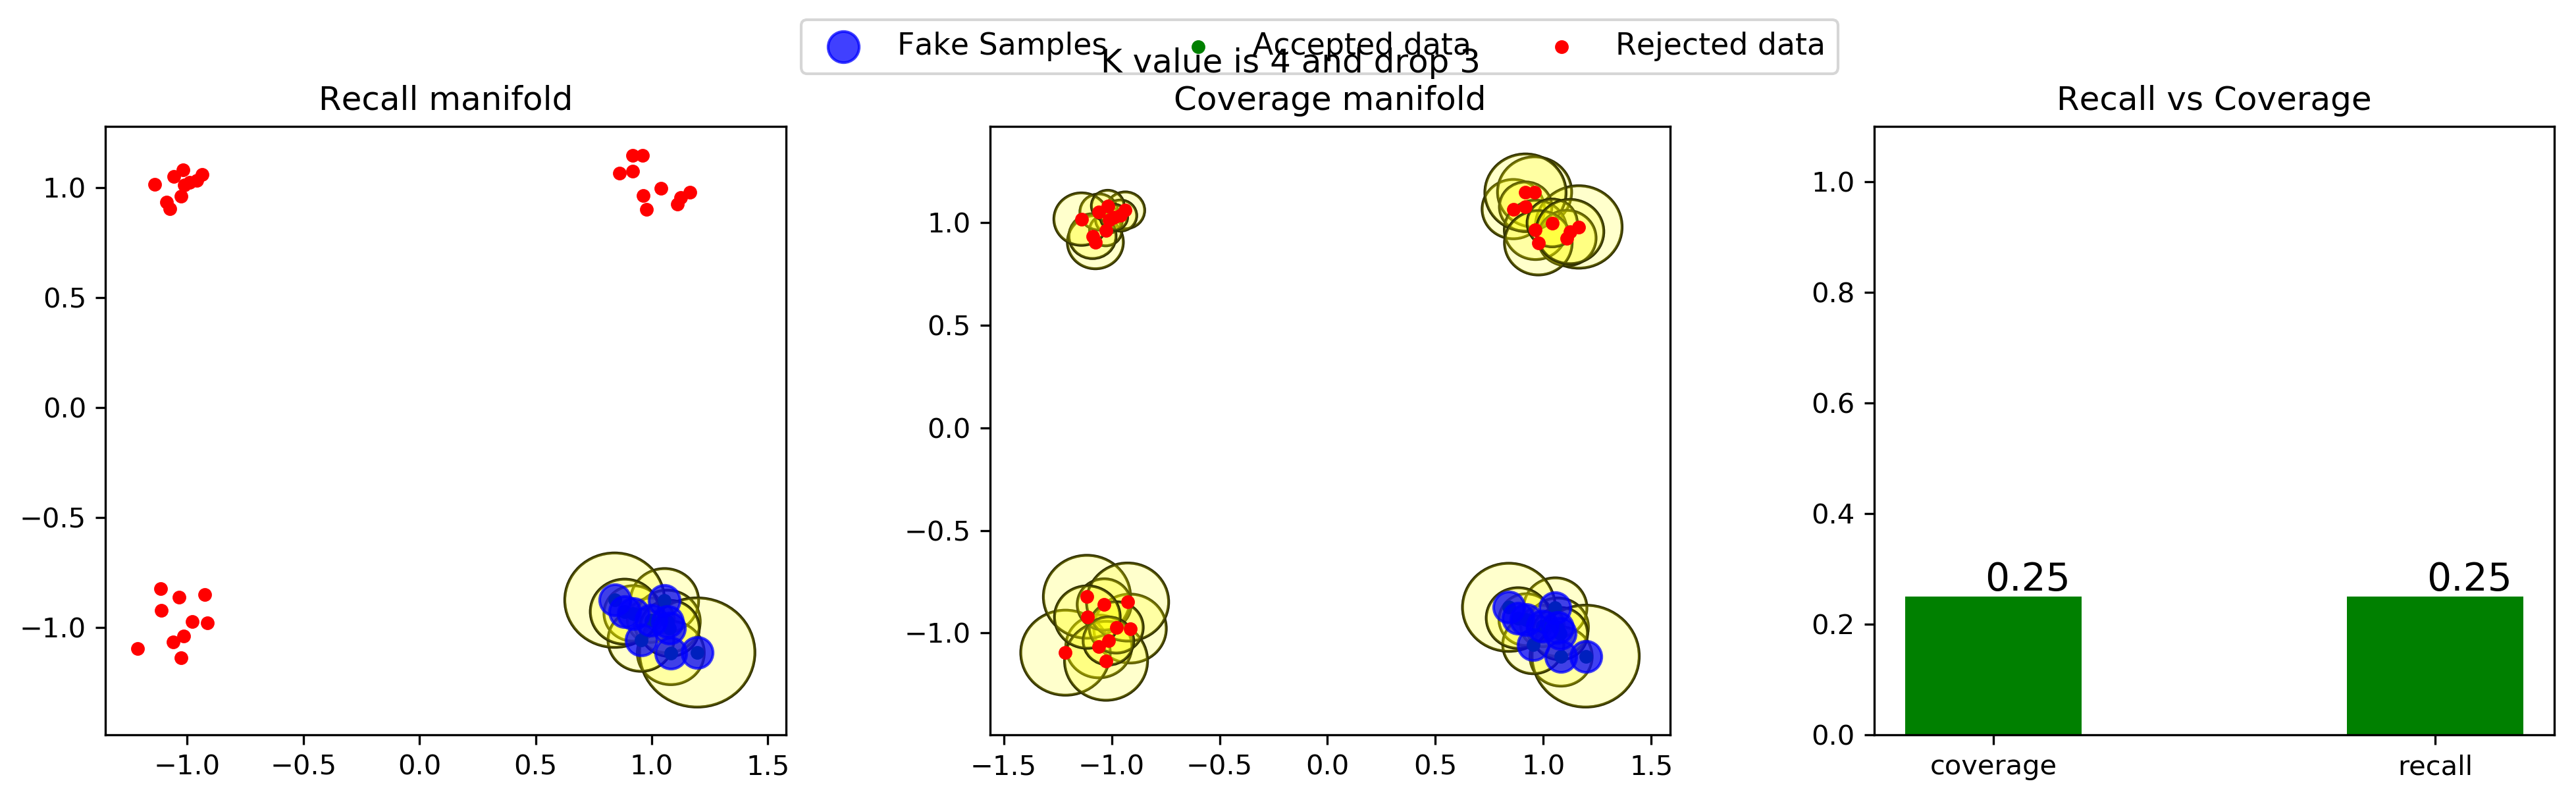 Fake Samples Accepted data Rejected data
K value is 4 and drop 3
Recall manifold
1.0
0.5
0.0
−0.5
−1.0
−1.0 −0.5 0.0 0.5 1.0 1.5
Coverage manifold
1.0
0.5
0.0
−0.5
−1.0
−1.5 −1.0 −0.5 0.0 0.5 1.0 1.5
Recall vs Coverage
1.0
0.8
0.6
0.4
0.2
0.0
0.25 0.25
coverage recall